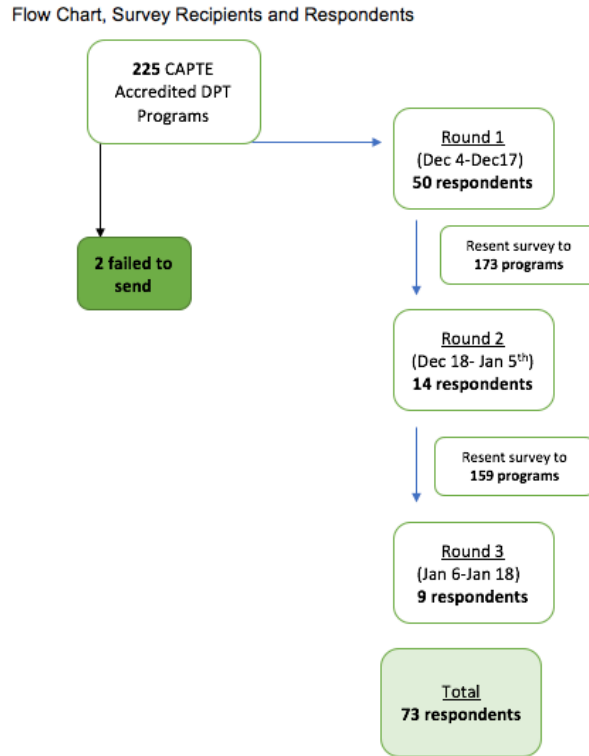 Flow Chart, Survey Recipients and Respondents
225 CAPTE
Accredited DPT
Programs
2 failed to
send
Round 1
(Dec 4-Dec17)
50 respondents
Resent survey to
173 programs
Round 2
(Dec 18- Jan 5th)
14 respondents
Resent survey to
159 programs
Round 3
(Jan 6-Jan 18)
9 respondents
Total
73 respondents